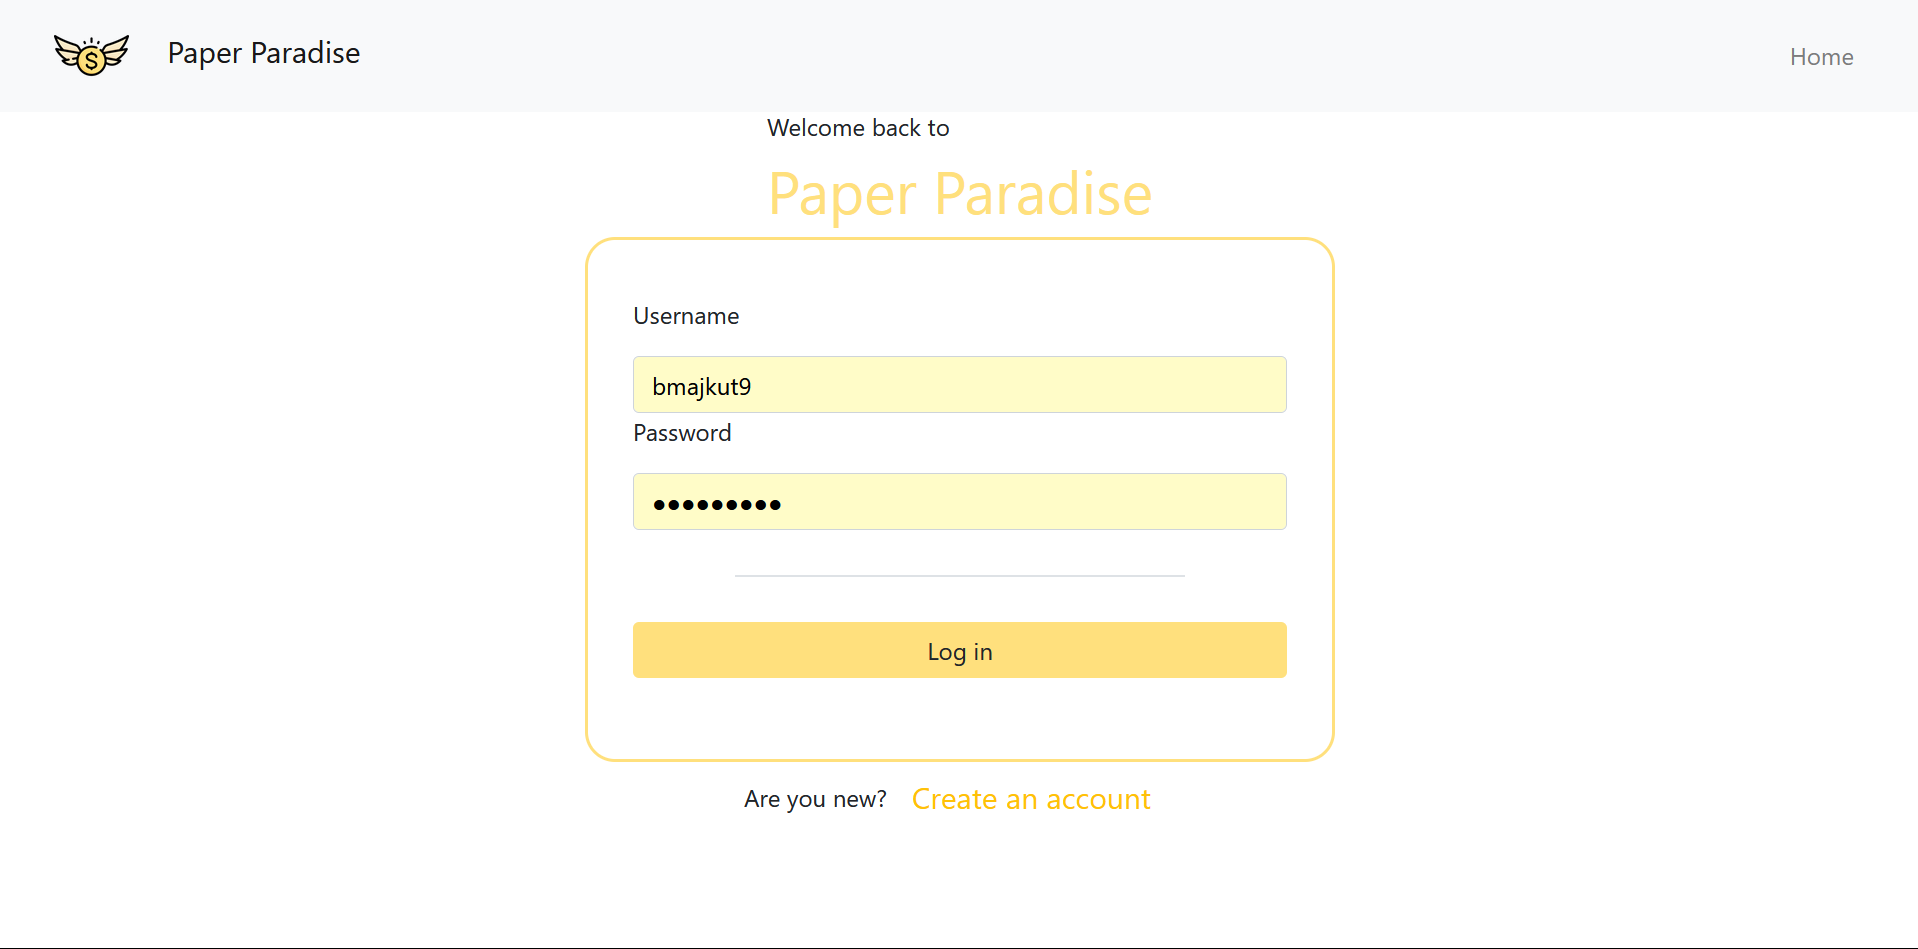 $
Paper Paradise
Home
Welcome back to
Paper Paradise
Username
bmajkut9
Password
•••••••••
Log in
Are you new? Create an account